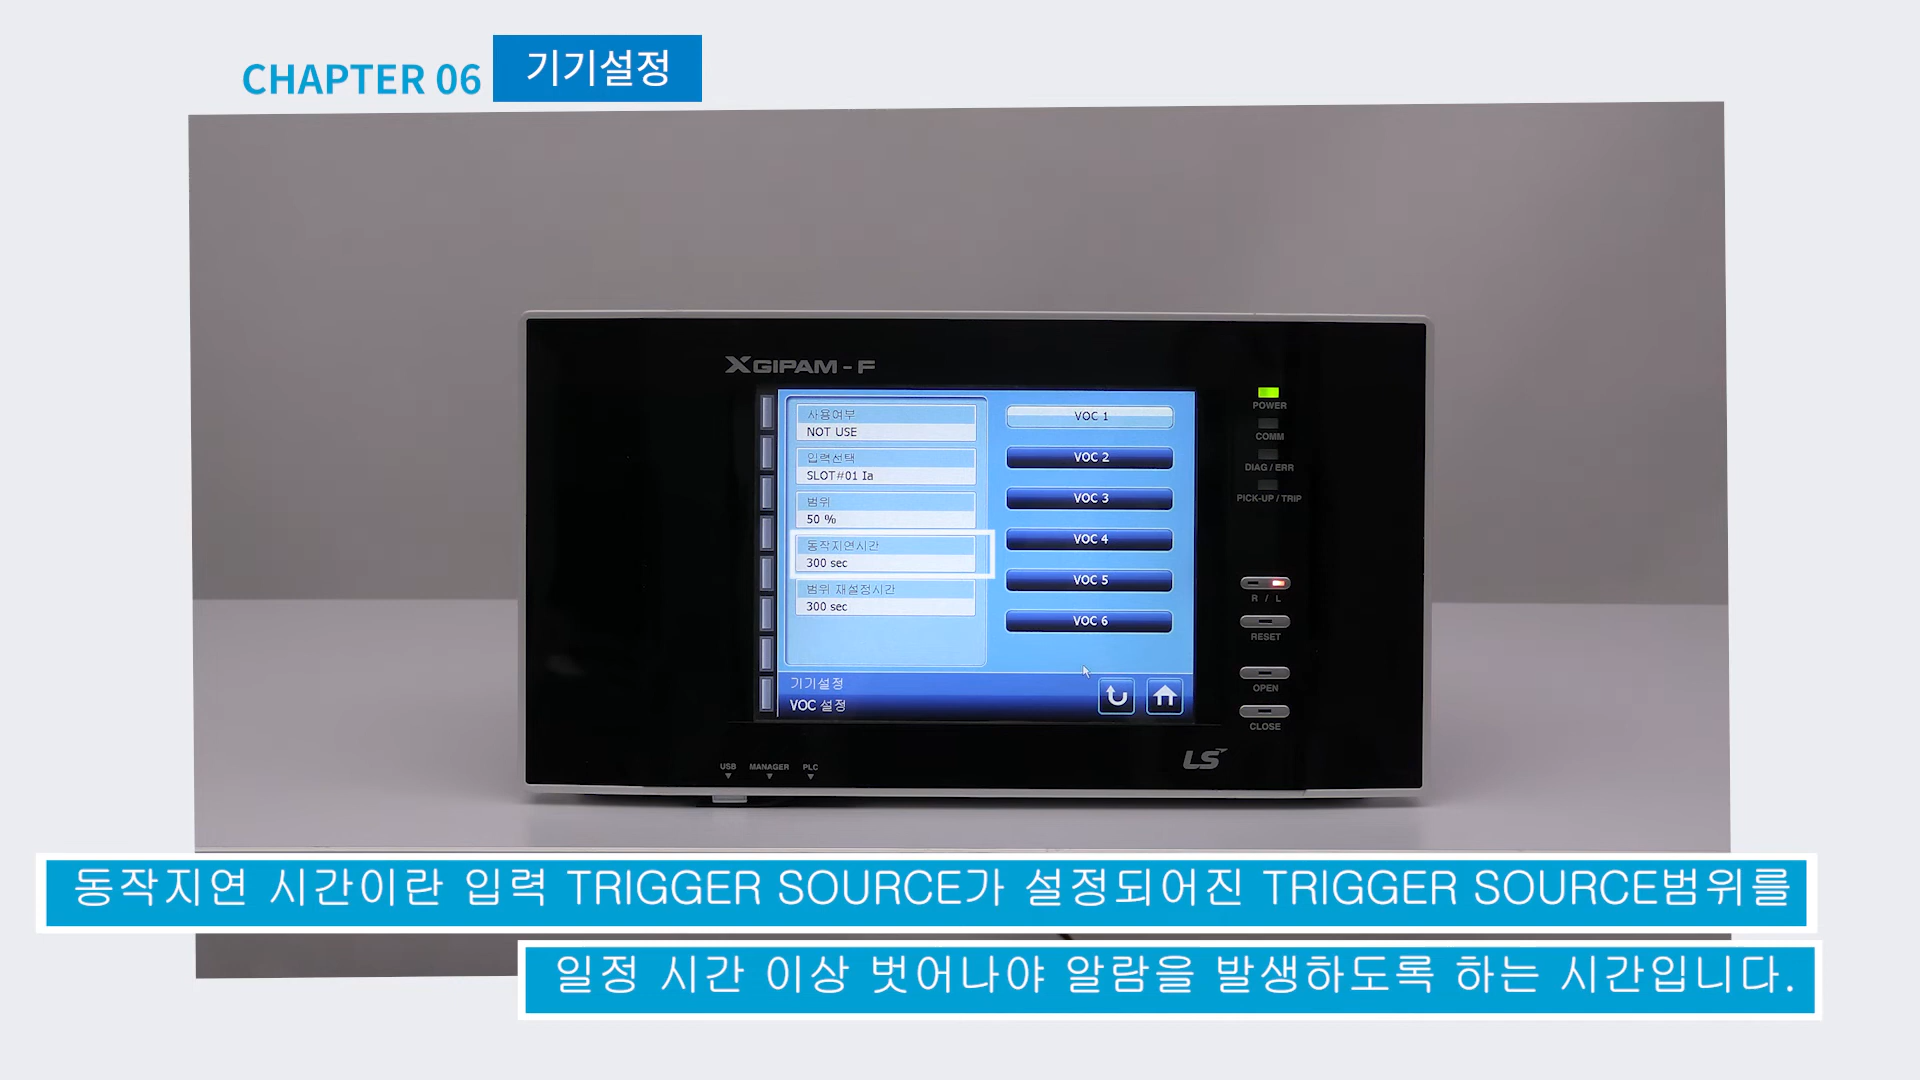 CHAPTER 06 기기설정
XGIPAM-F
사용여부
NOT USE
입력선택
SLOT#01 Ia
범위
50 %
동작지연시간
300 sec
범위 재설정시간
300 sec
VOC 1
VOC 2
VOC 3
VOC 4
VOC 5
VOC 6
기기설정
VOC 설정
POWER
COMM
DIAG / ERR
PICK-UP / TRIP
R / L
RESET
OPEN
CLOSE
USB MANAGER PLC
LS
동작지연 시간이란 입력 TRIGGER SOURCE가 설정되어진 TRIGGER SOURCE범위를
일정 시간 이상 벗어나야 알람을 발생하도록 하는 시간입니다.